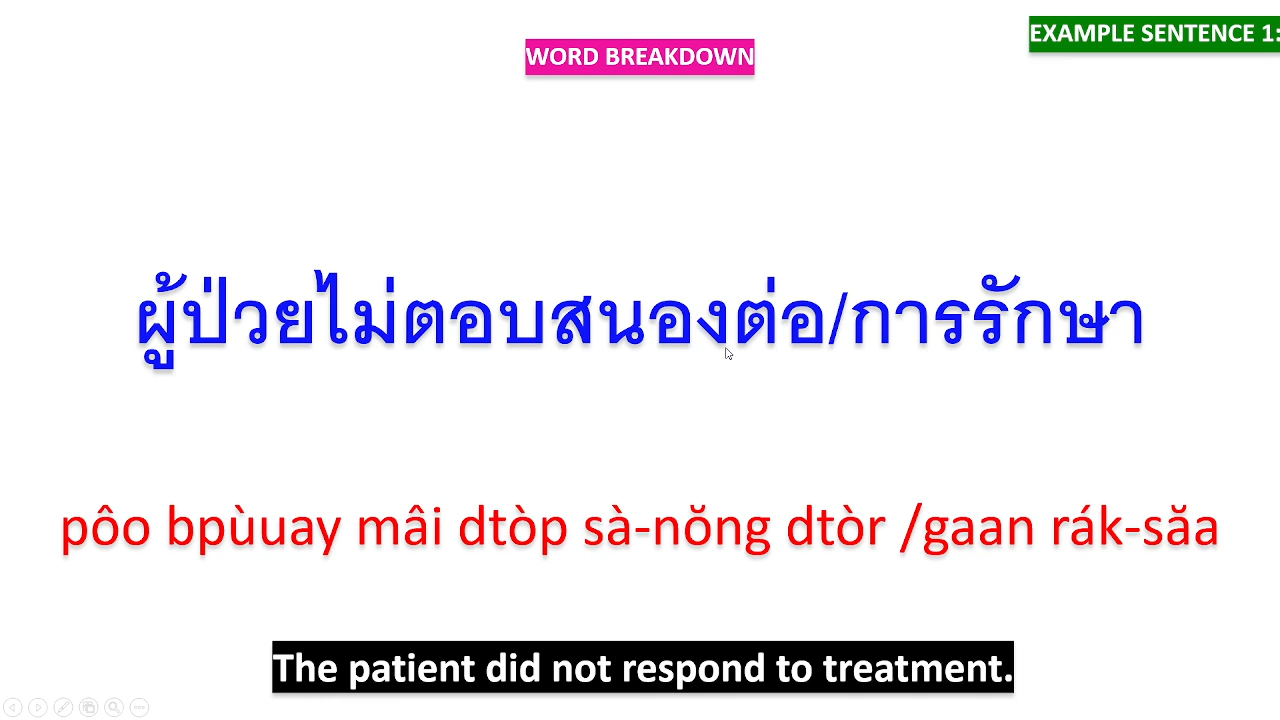 EXAMPLE SENTENCE 1:
WORD BREAKDOWN
ผู้ป่วยไม่ตอบสนองต่อ/การรักษา
pôo bpùuay mâi dtòp sà-nŏng dtòr /gaan rák-săa
The patient did not respond to treatment.